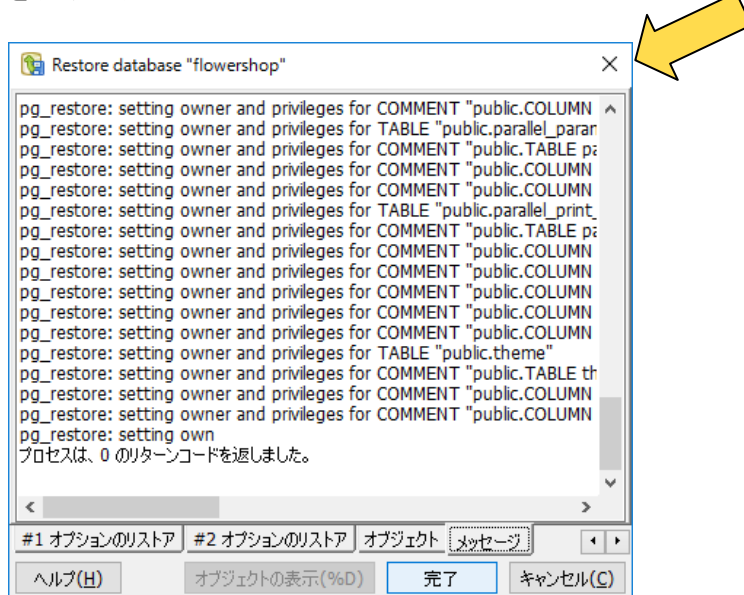 Restore database "flowershop"
pg_restore: setting owner and privileges for COMMENT "public.COLUMN
pg_restore: setting owner and privileges for TABLE "public.parallel_paran
pg_restore: setting owner and privileges for COMMENT "public.TABLE pa
pg_restore: setting owner and privileges for COMMENT "public.COLUMN
pg_restore: setting owner and privileges for COMMENT "public.COLUMN
pg_restore: setting owner and privileges for TABLE "public.parallel_print_
pg_restore: setting owner and privileges for COMMENT "public.TABLE pa
pg_restore: setting owner and privileges for COMMENT "public.COLUMN
pg_restore: setting owner and privileges for COMMENT "public.COLUMN
pg_restore: setting owner and privileges for COMMENT "public.COLUMN
pg_restore: setting owner and privileges for COMMENT "public.COLUMN
pg_restore: setting owner and privileges for COMMENT "public.COLUMN
pg_restore: setting owner and privileges for TABLE "public.theme"
pg_restore: setting owner and privileges for COMMENT "public.TABLE th
pg_restore: setting owner and privileges for COMMENT "public.COLUMN
pg_restore: setting owner and privileges for COMMENT "public.COLUMN
pg_restore: setting own
プロセスは、0 のリターンコードを返しました。
#1 オプションのリストア #2 オプションのリストア オブジェクト メッセージ
ヘルプ(H) オブジェクトの表示(%D) 完了 キャンセル(C)